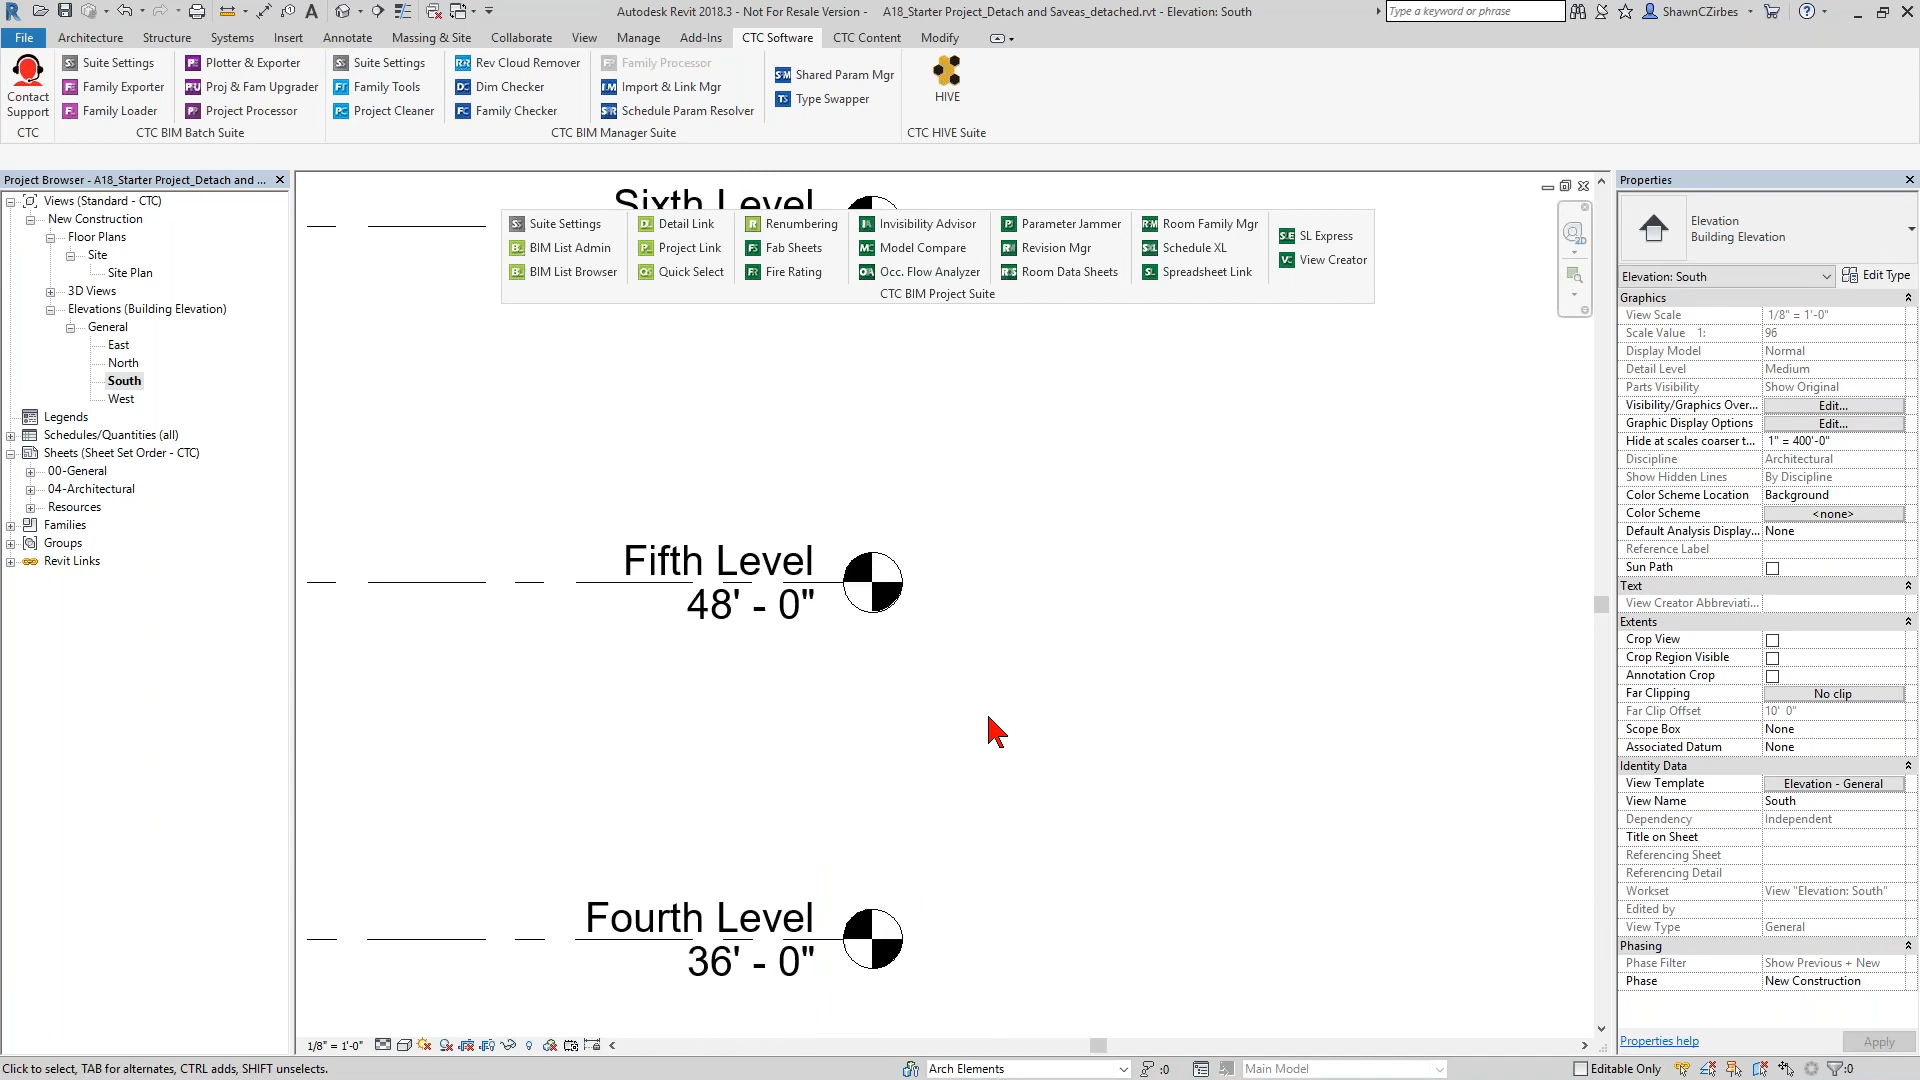 Autodesk Revit 2018.3 - Not For Resale Version - A18_Starter Project_Detach and Saveas_detached.rvt - Elevation: South
Type a keyword or phrase
ShawnCZirbes
File Architecture Structure Systems Insert Annotate Massing & Site Collaborate View Manage Add-Ins CTC Software CTC Content Modify
Contact Support
CTC
Suite Settings
Family Exporter
Family Loader
Plotter & Exporter
Proj & Fam Upgrader
Project Processor
CTC BIM Batch Suite
Suite Settings
Family Tools
Project Cleaner
Rev Cloud Remover
Dim Checker
Family Checker
Family Processor
Import & Link Mgr
Schedule Param Resolver
Shared Param Mgr
Type Swapper
CTC BIM Manager Suite
HIVE
CTC HIVE Suite
Project Browser - A18_Starter Project_Detach and ...
Views (Standard - CTC)
New Construction
Floor Plans
Site
Site Plan
3D Views
Elevations (Building Elevation)
General
East
North
South
West
Legends
Schedules/Quantities (all)
Sheets (Sheet Set Order - CTC)
00-General
04-Architectural
Resources
Families
Groups
Revit Links
Sixth Level
Suite Settings
BIM List Admin
BIM List Browser
Detail Link
Project Link
Quick Select
Renumbering
Fab Sheets
Fire Rating
Invisibility Advisor
Model Compare
Occ. Flow Analyzer
Parameter Jammer
Revision Mgr
Room Data Sheets
Room Family Mgr
Schedule XL
Spreadsheet Link
SL Express
View Creator
CTC BIM Project Suite
Fifth Level
48' - 0"
Fourth Level
36' - 0"
Properties
Elevation
Building Elevation
Elevation: South Edit Type
Graphics
View Scale 1/8" = 1'-0"
Scale Value 1: 96
Display Model Normal
Detail Level Medium
Parts Visibility Show Original
Visibility/Graphics Over... Edit...
Graphic Display Options Edit...
Hide at scales coarser t... 1" = 400'-0"
Discipline Architectural
Show Hidden Lines By Discipline
Color Scheme Location Background
Color Scheme <none>
Default Analysis Display... None
Reference Label
Sun Path
Text
View Creator Abbreviati...
Extents
Crop View
Crop Region Visible
Annotation Crop
Far Clipping No clip
Far Clip Offset 10' 0"
Scope Box None
Associated Datum None
Identity Data
View Template Elevation - General
View Name South
Dependency Independent
Title on Sheet
Referencing Sheet
Referencing Detail
Workset View "Elevation: South"
Edited by
View Type General
Phasing
Phase Filter Show Previous + New
Phase New Construction
Properties help Apply
1/8" = 1'-0"
Click to select, TAB for alternates, CTRL adds, SHIFT unselects. Arch Elements :0 Main Model Editable Only :0